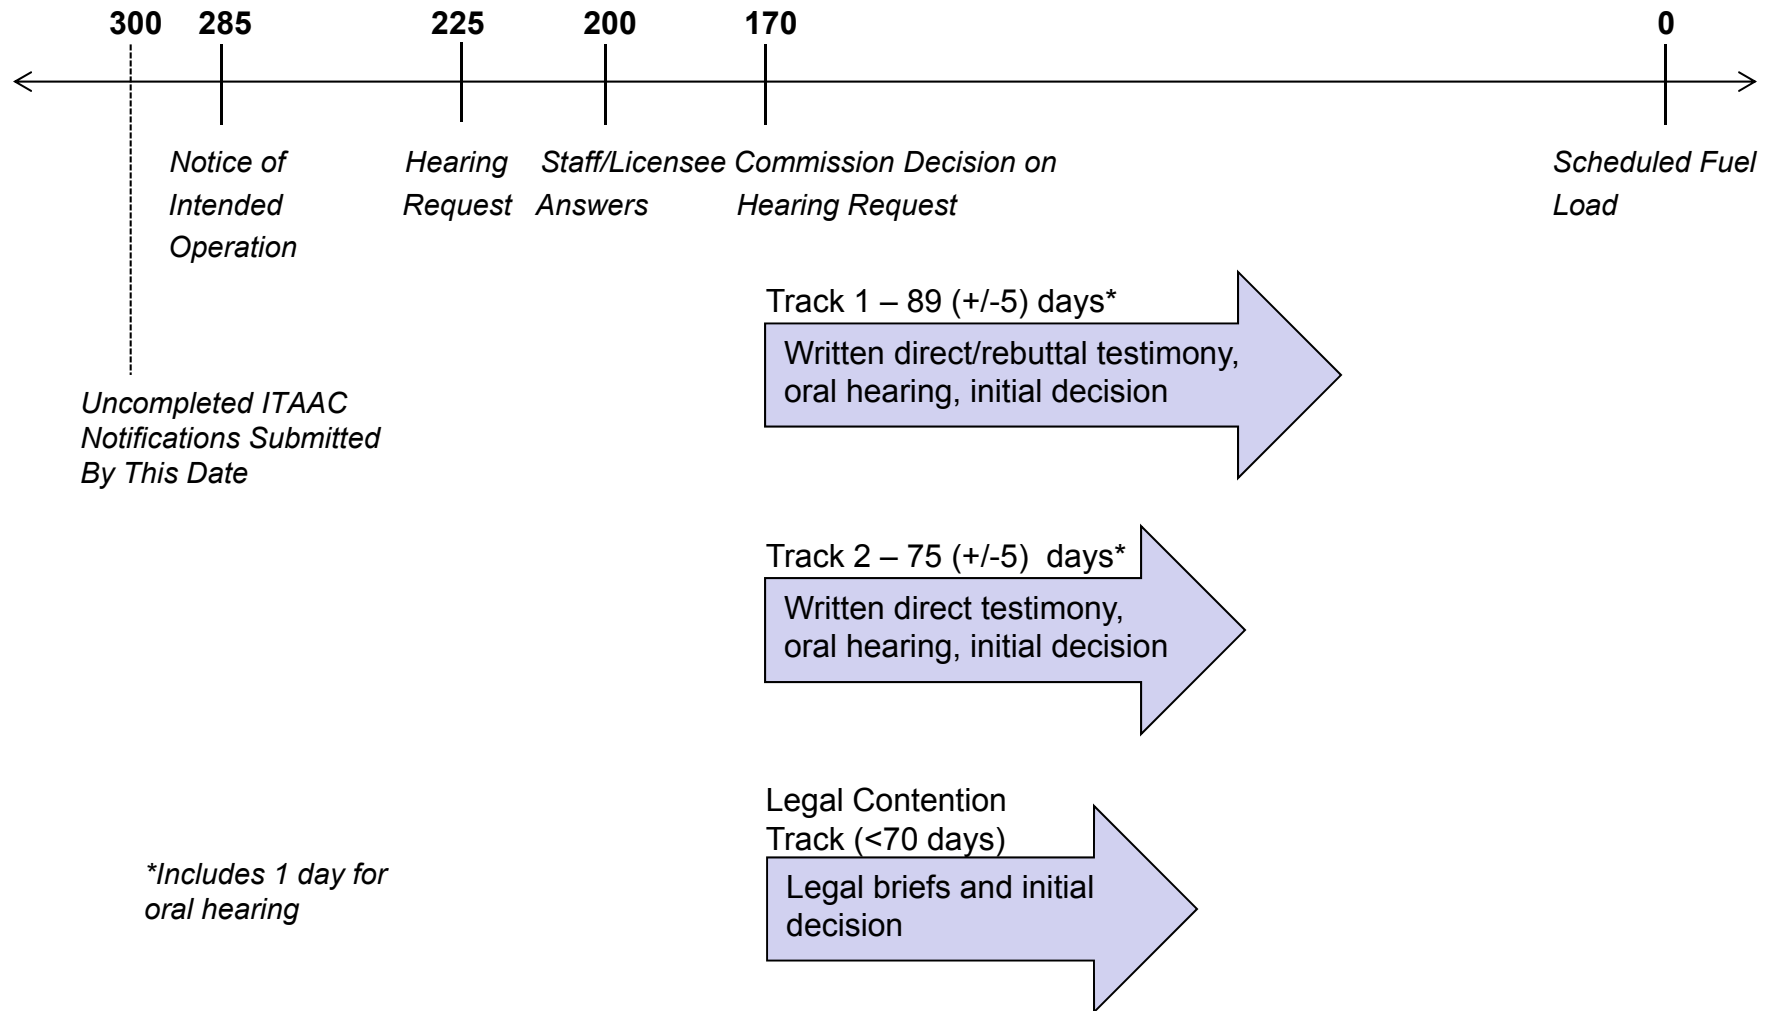 300 285 225 200 170 0
Notice of
Intended
Operation
Hearing
Request
Staff/Licensee
Answers
Commission Decision on
Hearing Request
Scheduled Fuel
Load
Uncompleted ITAAC
Notifications Submitted
By This Date
Track 1 – 89 (+/-5) days*
Written direct/rebuttal testimony,
oral hearing, initial decision
Track 2 – 75 (+/-5) days*
Written direct testimony,
oral hearing, initial decision
Legal Contention
Track (<70 days)
Legal briefs and initial
decision
*Includes 1 day for
oral hearing